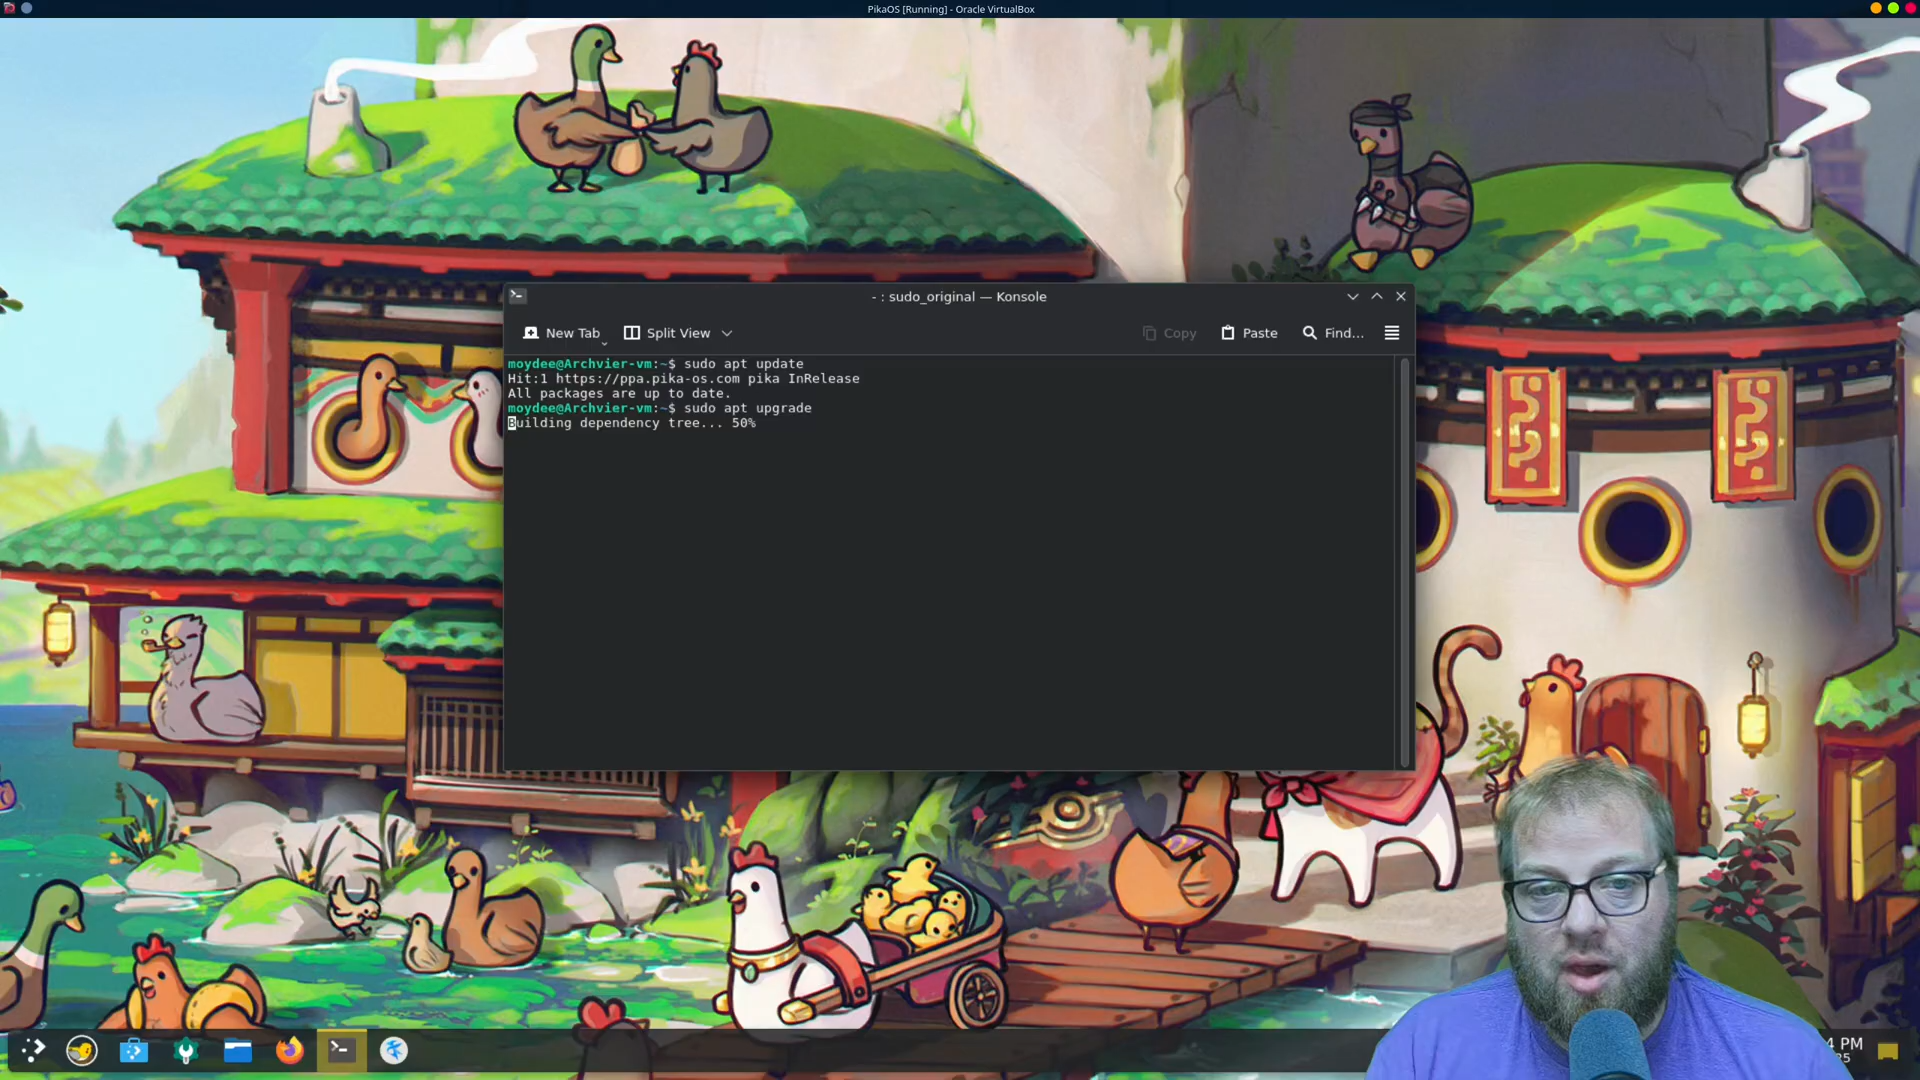 PikaOS [Running] - Oracle VirtualBox
- : sudo_original — Konsole
New Tab Split View Copy Paste Find...
moydee@Archvier-vm:~$ sudo apt update
Hit:1 https://ppa.pika-os.com pika InRelease
All packages are up to date.
moydee@Archvier-vm:~$ sudo apt upgrade
Building dependency tree... 50%
4 PM